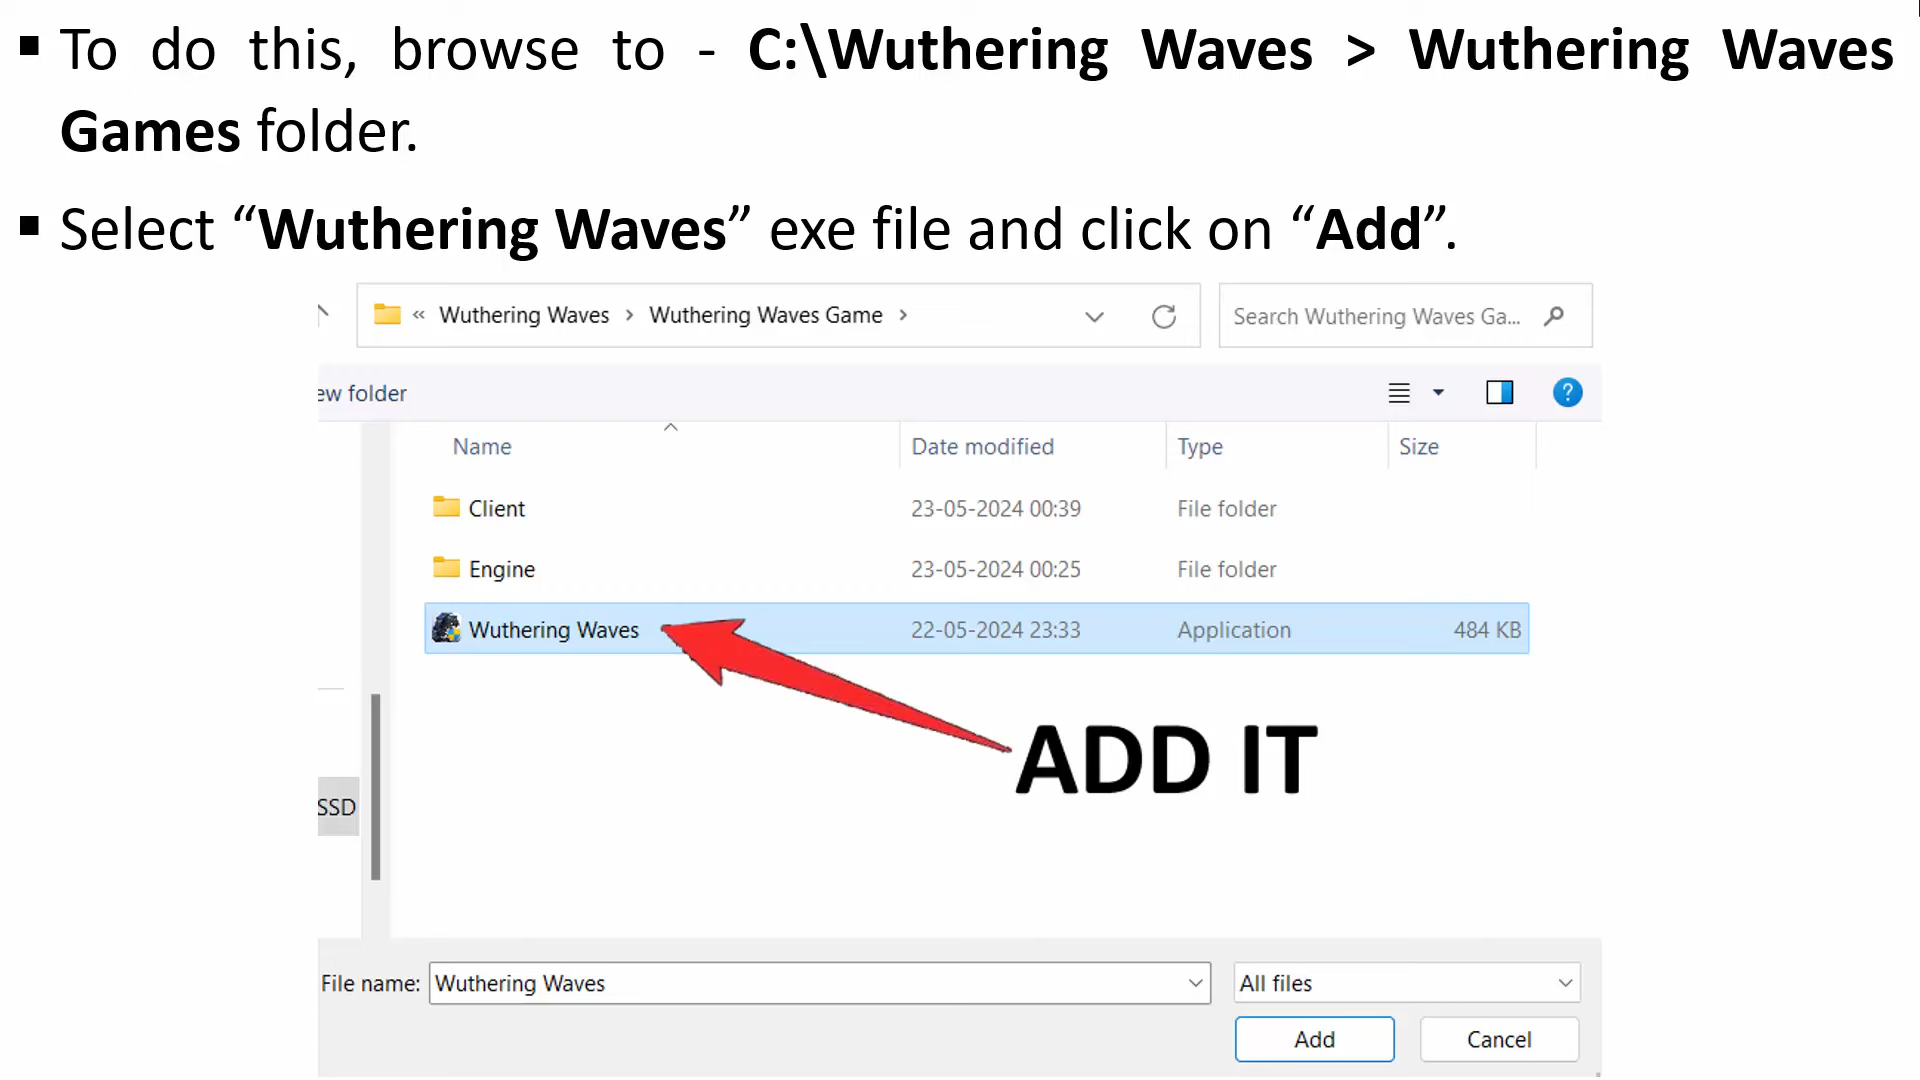 ▪ To do this, browse to - C:\Wuthering Waves > Wuthering Waves
Games folder.
▪ Select “Wuthering Waves” exe file and click on “Add”.
« Wuthering Waves > Wuthering Waves Game >
Search Wuthering Waves Ga...
ew folder
?
Name Date modified Type Size
Client 23-05-2024 00:39 File folder
Engine 23-05-2024 00:25 File folder
Wuthering Waves 22-05-2024 23:33 Application 484 KB
ADD IT
SSD
File name: Wuthering Waves All files
Add Cancel